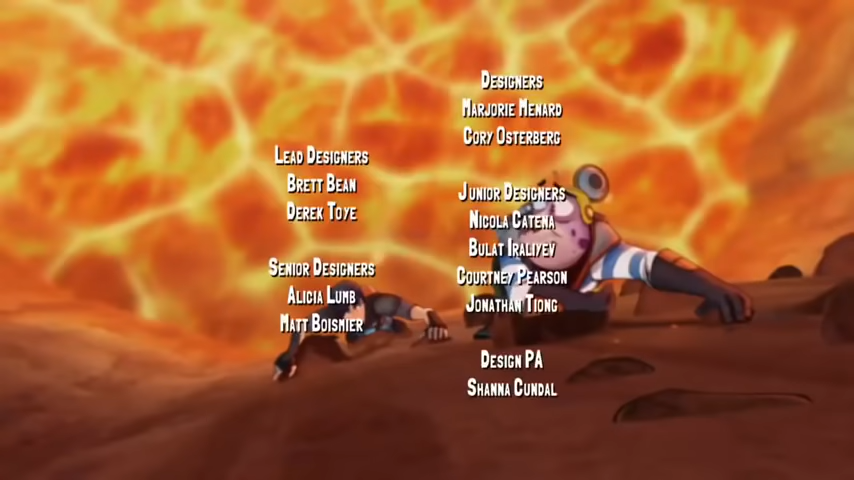 Lead Designers
Brett Bean
Derek Toye
Senior Designers
Alicia Lumb
Matt Boismier
Designers
Marjorie Menard
Cory Osterberg
Junior Designers
Nicola Catena
Bulat Iraliyev
Courtney Pearson
Jonathan Tiong
Design PA
Shanna Cundal